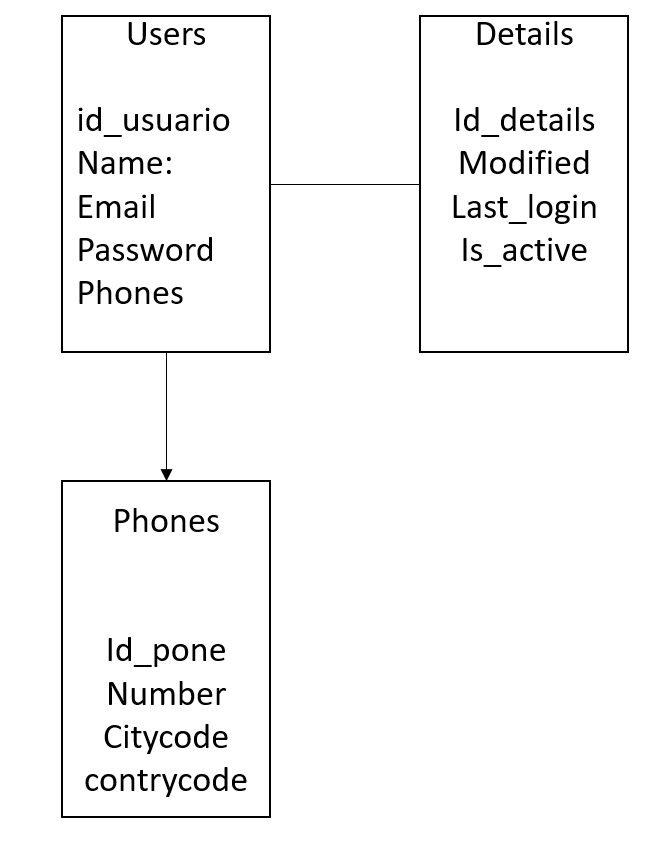 Users
id_usuario
Name:
Email
Password
Phones
Details
Id_details
Modified
Last_login
Is_active
Phones
Id_pone
Number
Citycode
contrycode